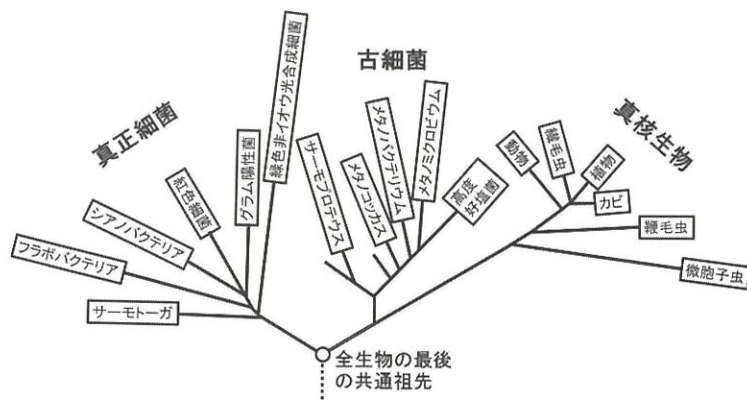 真正細菌
古細菌
真核生物
フラボバクテリア
シアノバクテリア
紅色細菌
グラム陽性菌
緑色非イオウ光合成細菌
サーモトーガ
サーモプロテウス
メタノコッカス
メタノバクテリウム
メタノミクロビウム
高度
好塩菌
動物
繊毛虫
植物
カビ
鞭毛虫
微胞子虫
全生物の最後
の共通祖先